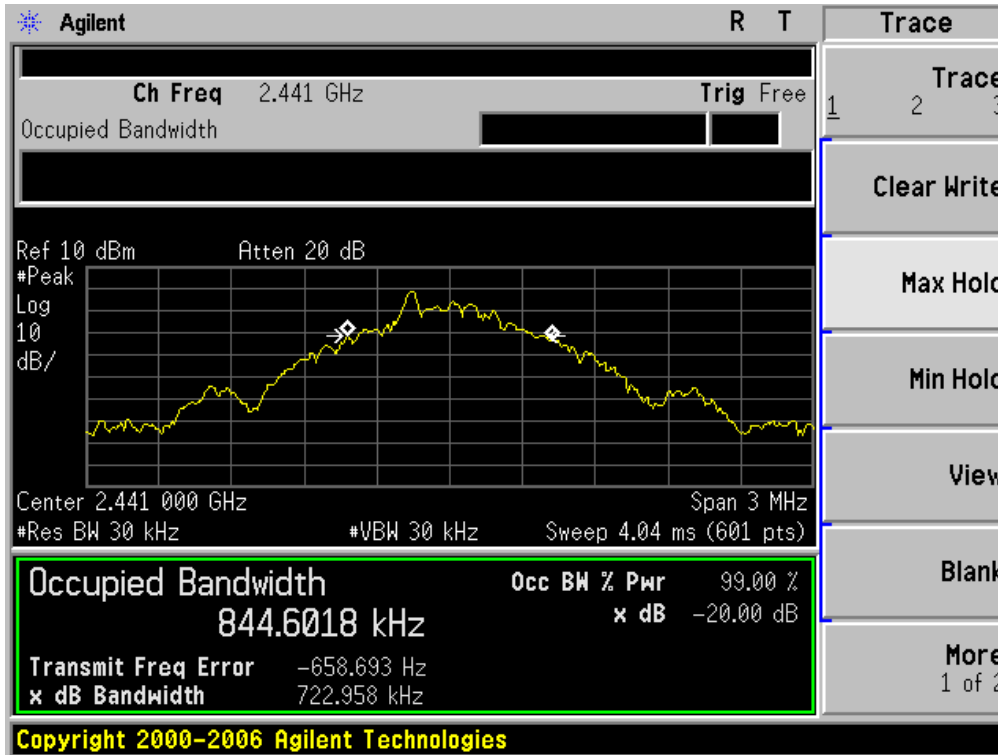 Agilent R T
Ch Freq 2.441 GHz Trig Free
Occupied Bandwidth
Ref 10 dBm Atten 20 dB
#Peak
Log
10
dB/
Center 2.441 000 GHz Span 3 MHz
#Res BW 30 kHz #VBW 30 kHz Sweep 4.04 ms (601 pts)
Occupied Bandwidth
844.6018 kHz
Occ BW % Pwr 99.00 %
x dB -20.00 dB
Transmit Freq Error -658.693 Hz
x dB Bandwidth 722.958 kHz
Copyright 2000-2006 Agilent Technologies
Trace
Trace
1 2 3
Clear Write
Max Hold
Min Hold
View
Blank
More
1 of 2